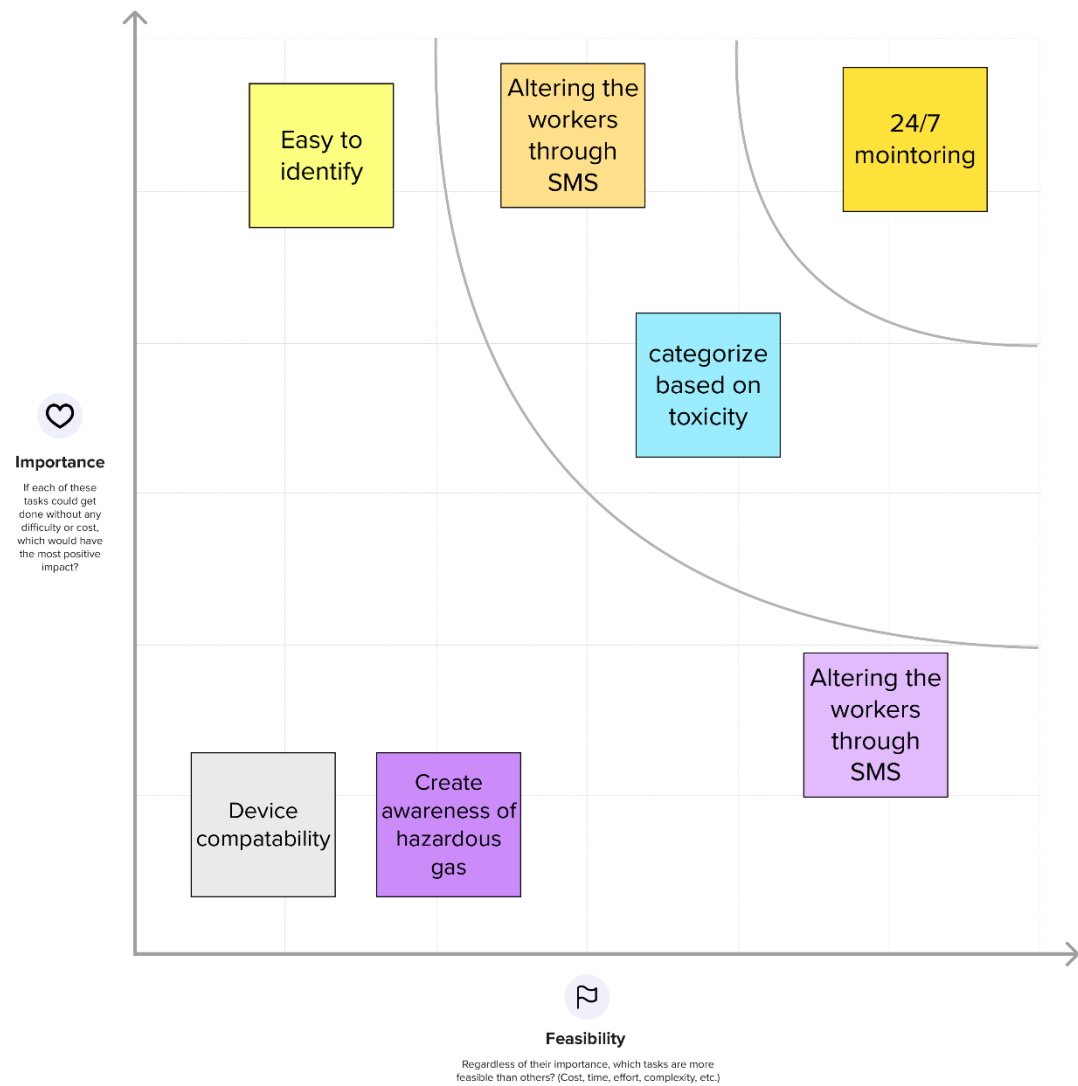 Easy to
identify
Altering the
workers
through
SMS
24/7
mointoring
categorize
based on
toxicity
Importance
If each of these
tasks could get
done without any
difficulty or cost,
which would have
the most positive
impact?
Altering the
workers
through
SMS
Device
compatability
Create
awareness of
hazardous
gas
Feasibility
Regardless of their importance, which tasks are more
feasible than others? (Cost, time, effort, complexity, etc.)